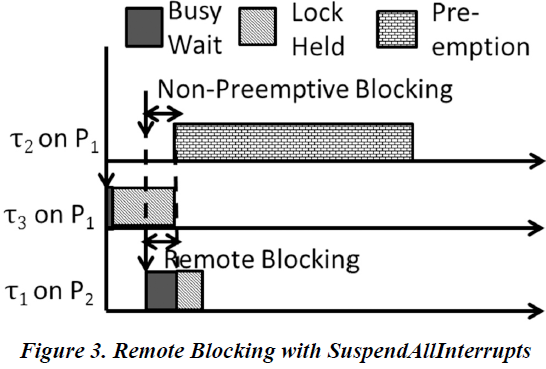 Busy
Wait
Lock
Held
Pre-
emption
Non-Preemptive Blocking
τ2 on P1
τ3 on P1
Remote Blocking
τ1 on P2
Figure 3. Remote Blocking with SuspendAllInterrupts